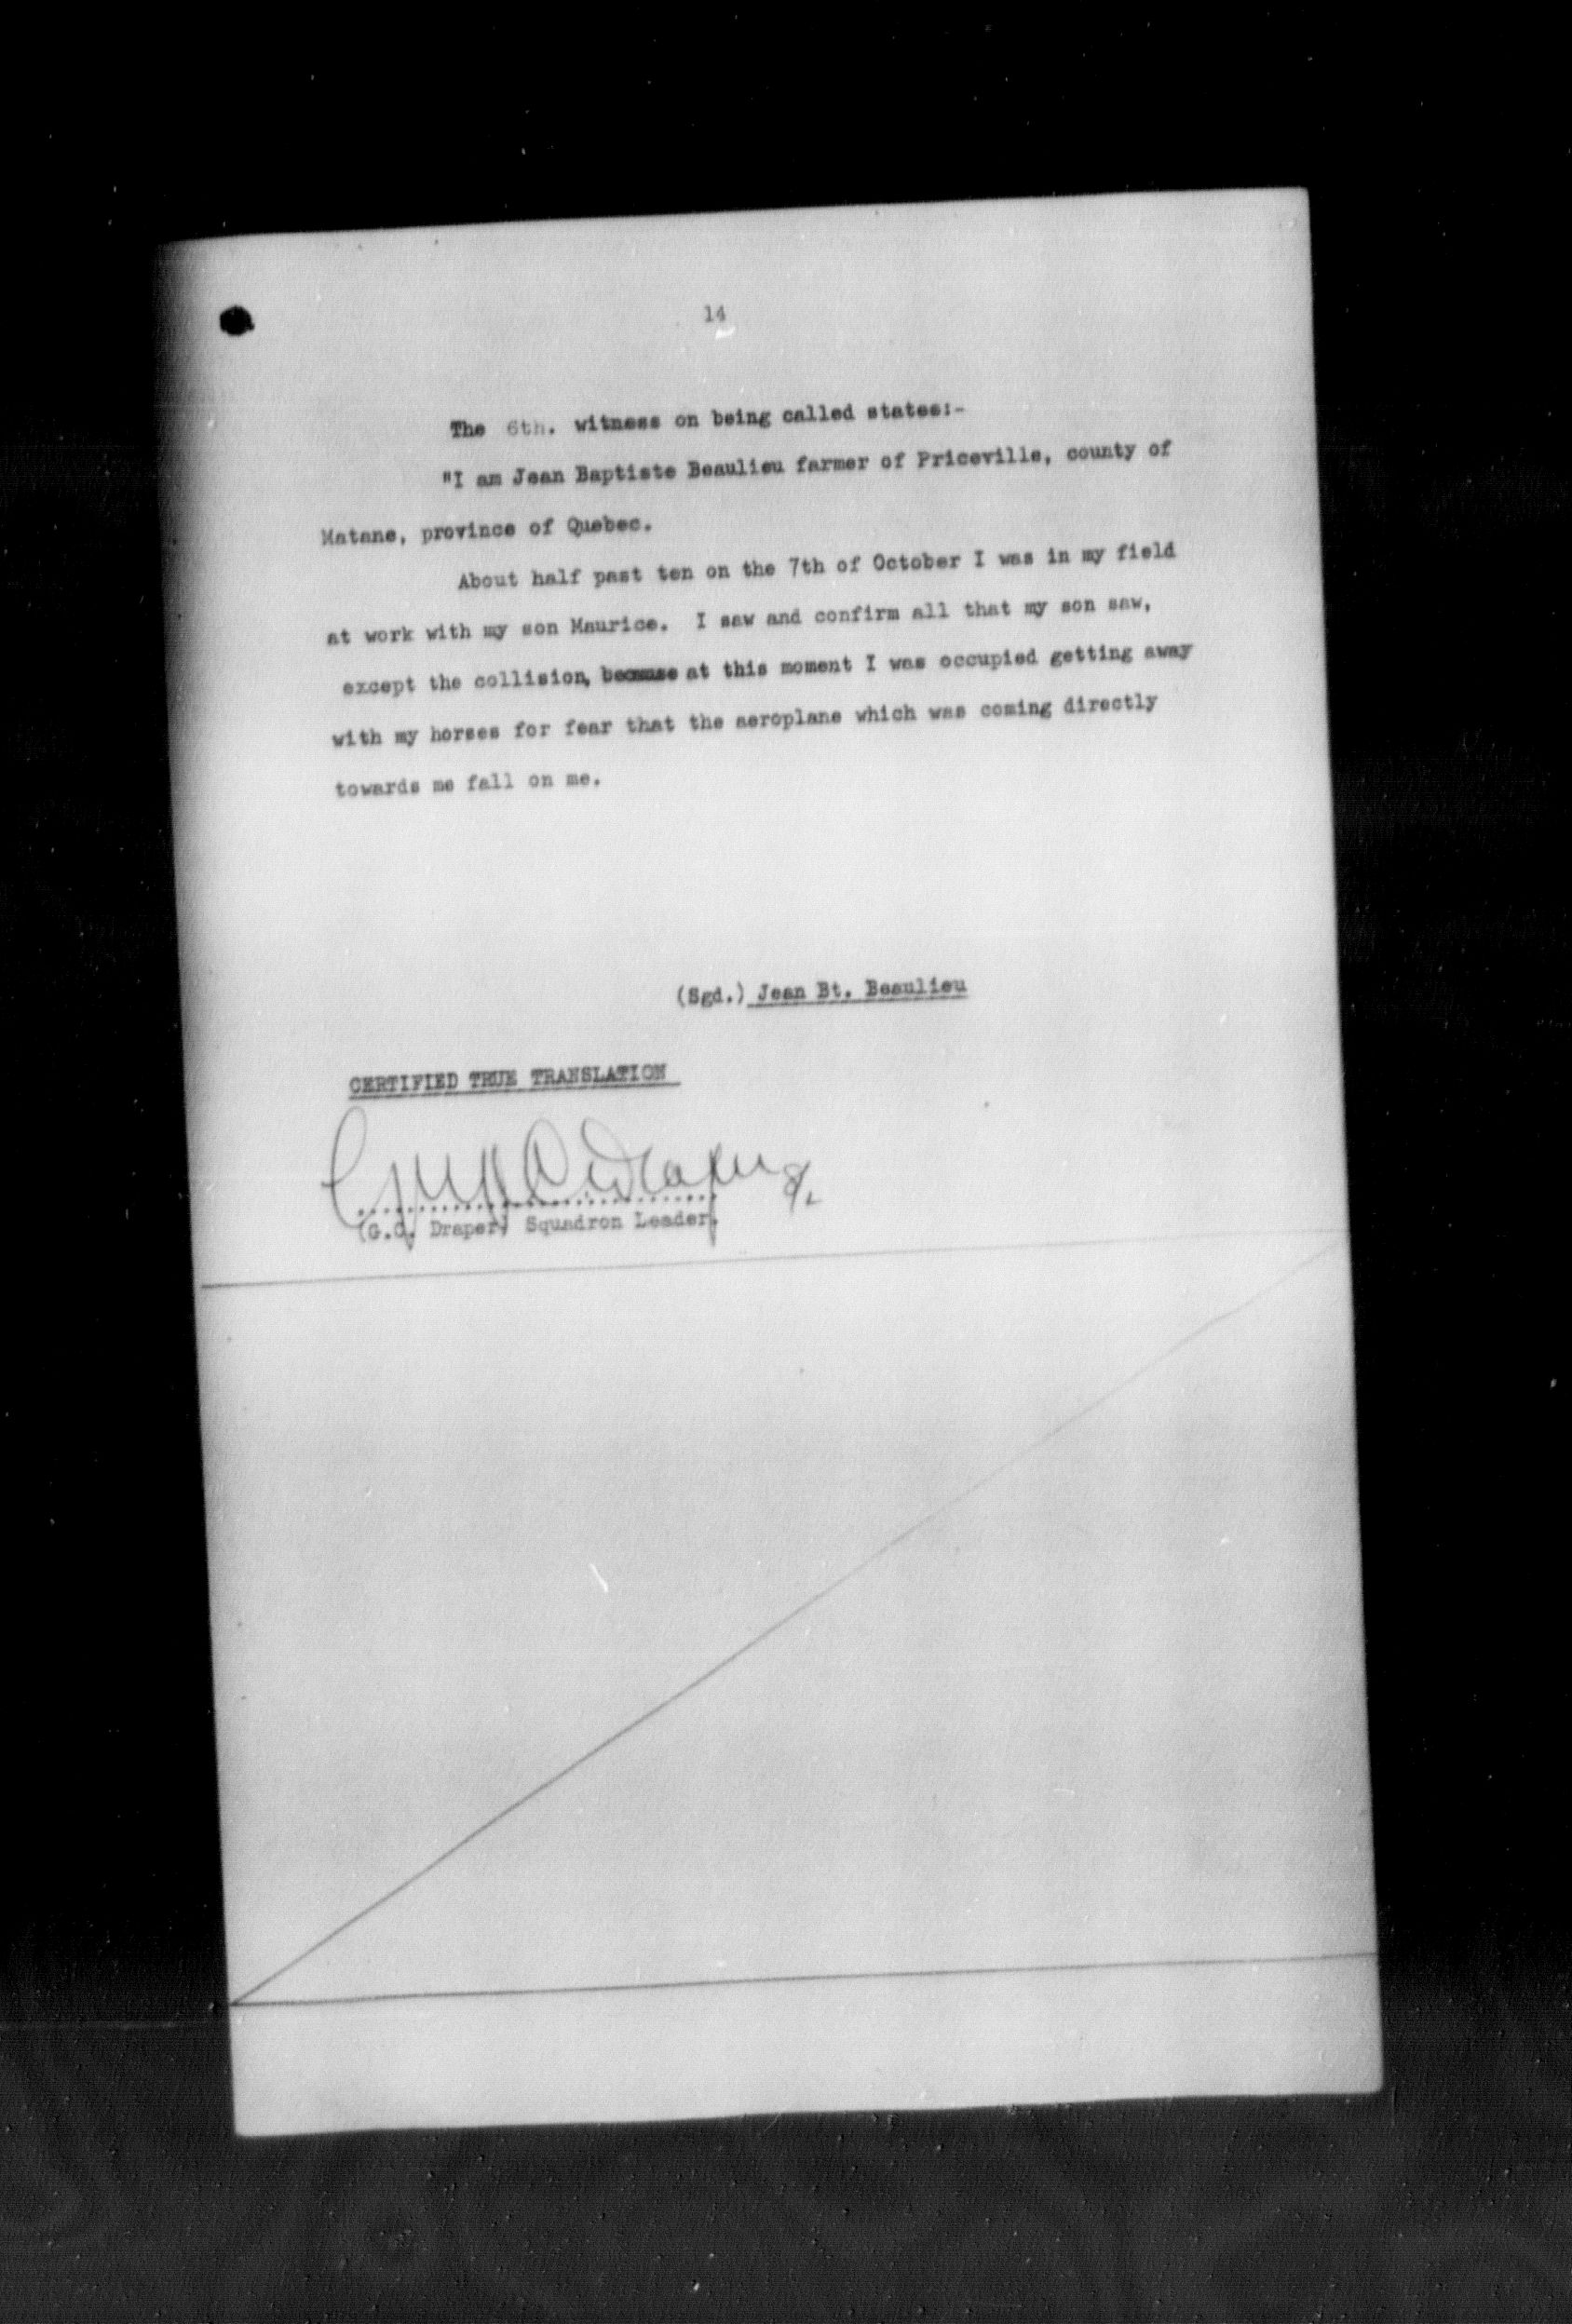 14
The 6th. witness on being called states:-
"I am Jean Baptiste Beaulieu farmer of Priceville, county of
Matane, province of Quebec.
About half past ten on the 7th of October I was in my field
at work with my son Maurice. I saw and confirm all that my son saw,
except the collision, because at this moment I was occupied getting away
with my horses for fear that the aeroplane which was coming directly
towards me fall on me.
(Sgd.) Jean Bt. Beaulieu
CERTIFIED TRUE TRANSLATION
(G.C. Draper) Squadron Leader.